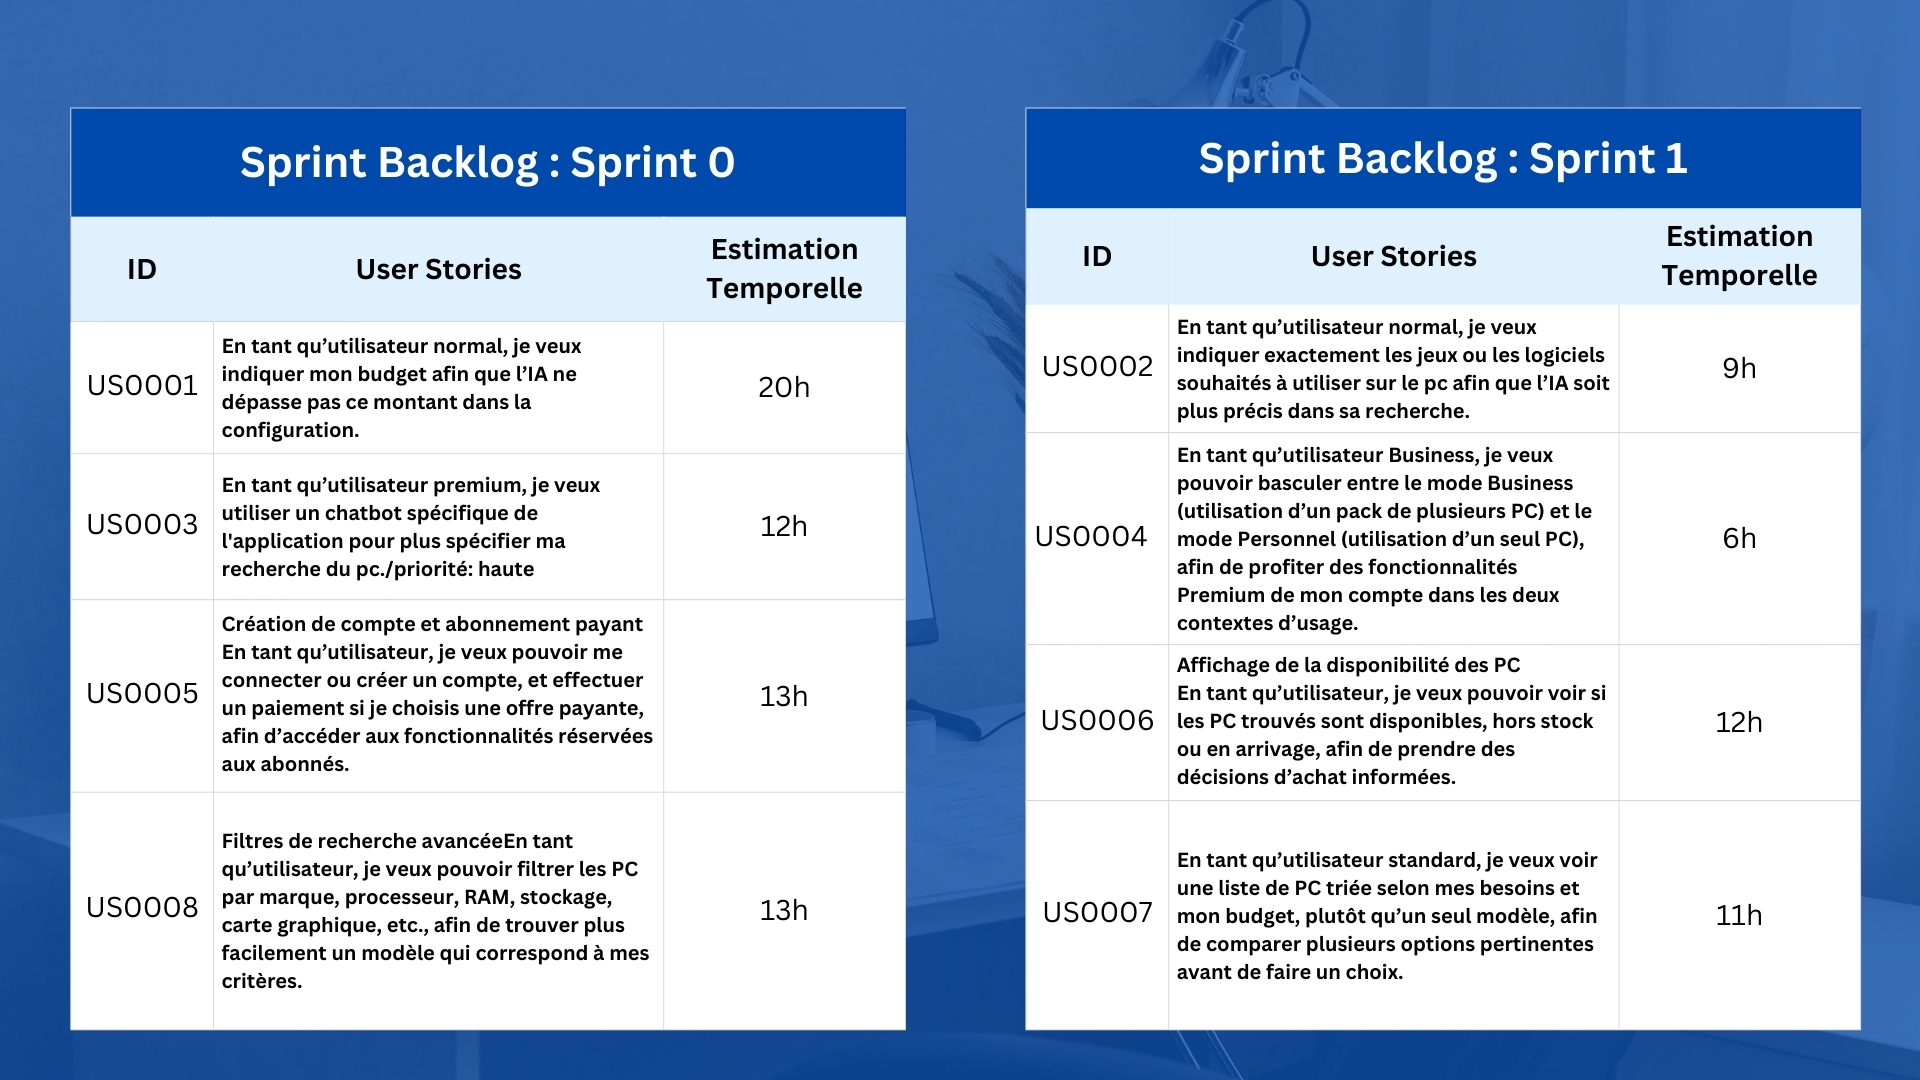 Sprint Backlog : Sprint 0
ID
User Stories
Estimation
Temporelle
US0001
En tant qu’utilisateur normal, je veux
indiquer mon budget afin que l’IA ne
dépasse pas ce montant dans la
configuration.
20h
US0003
En tant qu’utilisateur premium, je veux
utiliser un chatbot spécifique de
l'application pour plus spécifier ma
recherche du pc./priorité: haute
12h
US0005
Création de compte et abonnement payant
En tant qu’utilisateur, je veux pouvoir me
connecter ou créer un compte, et effectuer
un paiement si je choisis une offre payante,
afin d’accéder aux fonctionnalités réservées
aux abonnés.
13h
US0008
Filtres de recherche avancéeEn tant
qu’utilisateur, je veux pouvoir filtrer les PC
par marque, processeur, RAM, stockage,
carte graphique, etc., afin de trouver plus
facilement un modèle qui correspond à mes
critères.
13h
Sprint Backlog : Sprint 1
ID
User Stories
Estimation
Temporelle
US0002
En tant qu’utilisateur normal, je veux
indiquer exactement les jeux ou les logiciels
souhaités à utiliser sur le pc afin que l’IA soit
plus précis dans sa recherche.
9h
US0004
En tant qu’utilisateur Business, je veux
pouvoir basculer entre le mode Business
(utilisation d’un pack de plusieurs PC) et le
mode Personnel (utilisation d’un seul PC),
afin de profiter des fonctionnalités
Premium de mon compte dans les deux
contextes d’usage.
6h
US0006
Affichage de la disponibilité des PC
En tant qu’utilisateur, je veux pouvoir voir si
les PC trouvés sont disponibles, hors stock
ou en arrivage, afin de prendre des
décisions d’achat informées.
12h
US0007
En tant qu’utilisateur standard, je veux voir
une liste de PC triée selon mes besoins et
mon budget, plutôt qu’un seul modèle, afin
de comparer plusieurs options pertinentes
avant de faire un choix.
11h